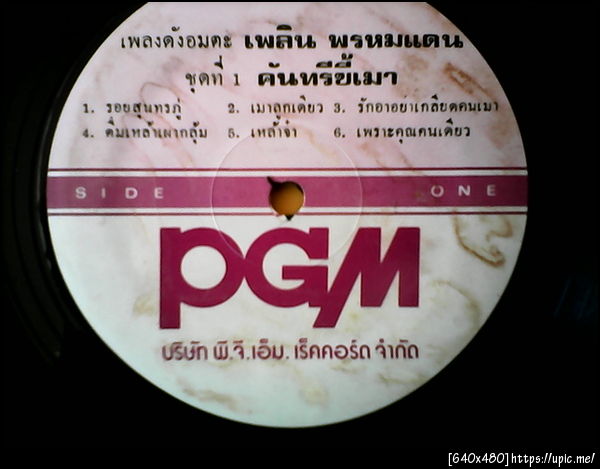 เพลงดังอมตะ เพลิน พรหมแดน
ชุดที่ 1 คันทรีขี้เมา
1. รอยสุนทรภู่ 2. เมาลูกเดียว 3. รักอาอย่าเกลียดคนเมา
4. ดื่มเหล้าเผากลุ้ม 5. เหล้าจ๋า 6. เพราะคุณคนเดียว
SIDE ONE
PGM
บริษัท พี.จี.เอ็ม. เร็คคอร์ด จำกัด
[640x480]https://upic.me/